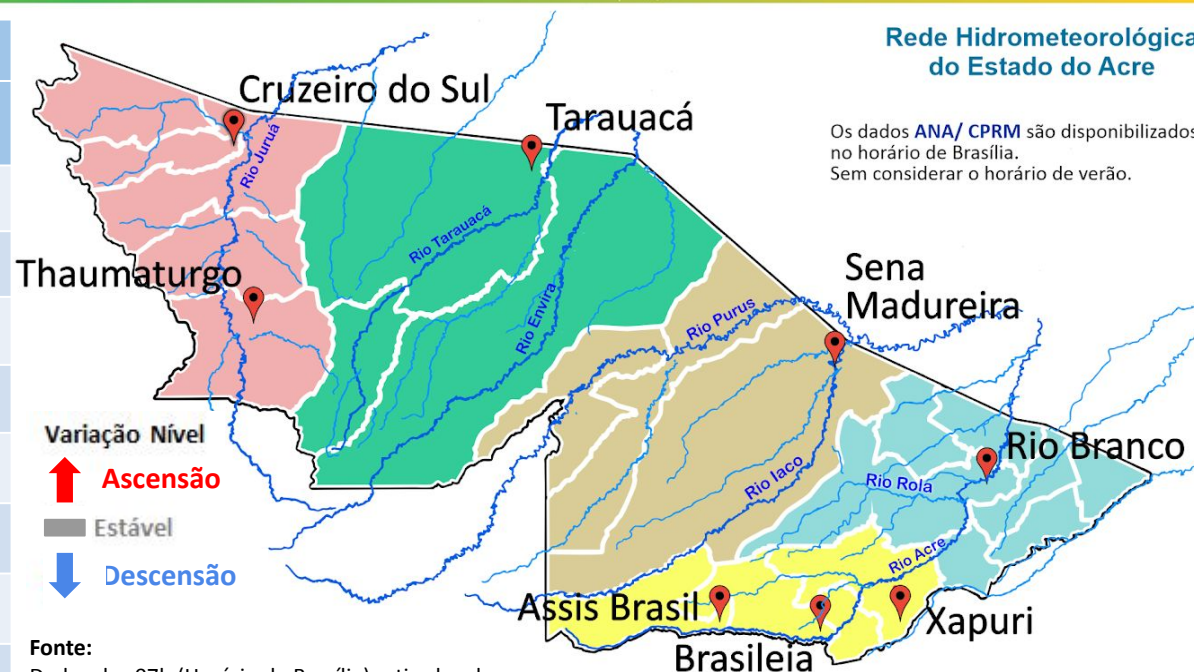 Rede Hidrometeorológica
do Estado do Acre
Os dados ANA/ CPRM são disponibilizados
no horário de Brasília.
Sem considerar o horário de verão.
Cruzeiro do Sul
Tarauacá
Rio Juruá
Rio Tarauacá
Thaumaturgo
Rio Envira
Sena
Madureira
Rio Purus
Variação Nível
Ascensão
Estável
Descensão
Rio Branco
Rio Iaco
Rio Rola
Rio Acre
Assis Brasil
Xapuri
Brasileia
Fonte: